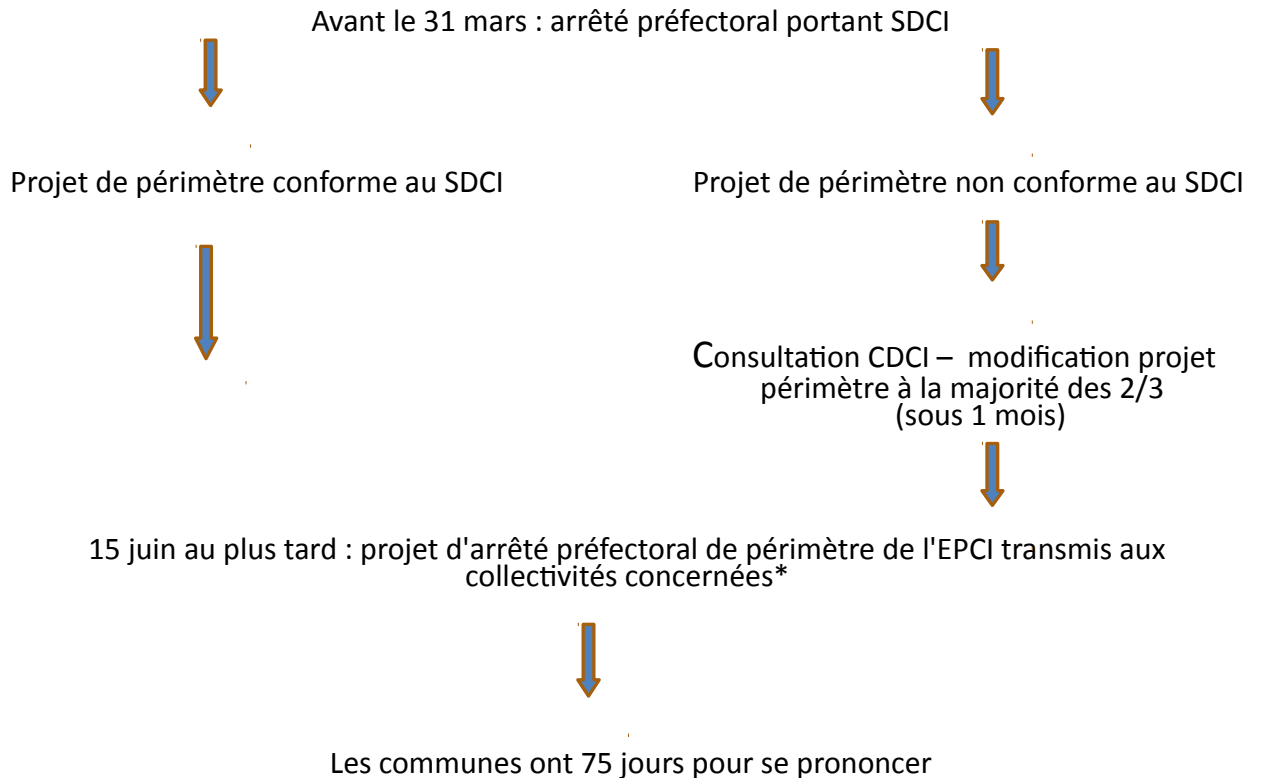 Avant le 31 mars : arrêté préfectoral portant SDCI
Projet de périmètre conforme au SDCI
Projet de périmètre non conforme au SDCI
Consultation CDCI – modification projet
périmètre à la majorité des 2/3
(sous 1 mois)
15 juin au plus tard : projet d'arrêté préfectoral de périmètre de l'EPCI transmis aux
collectivités concernées*
Les communes ont 75 jours pour se prononcer